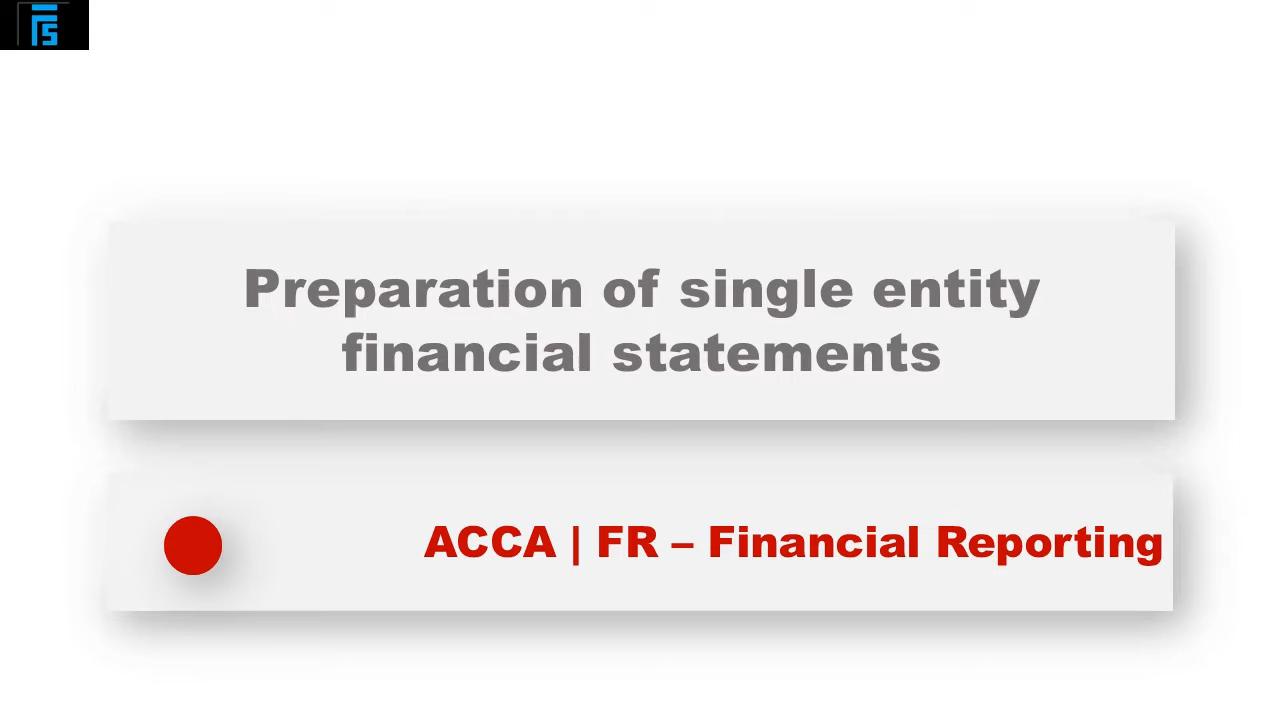 Preparation of single entity
financial statements
ACCA | FR – Financial Reporting